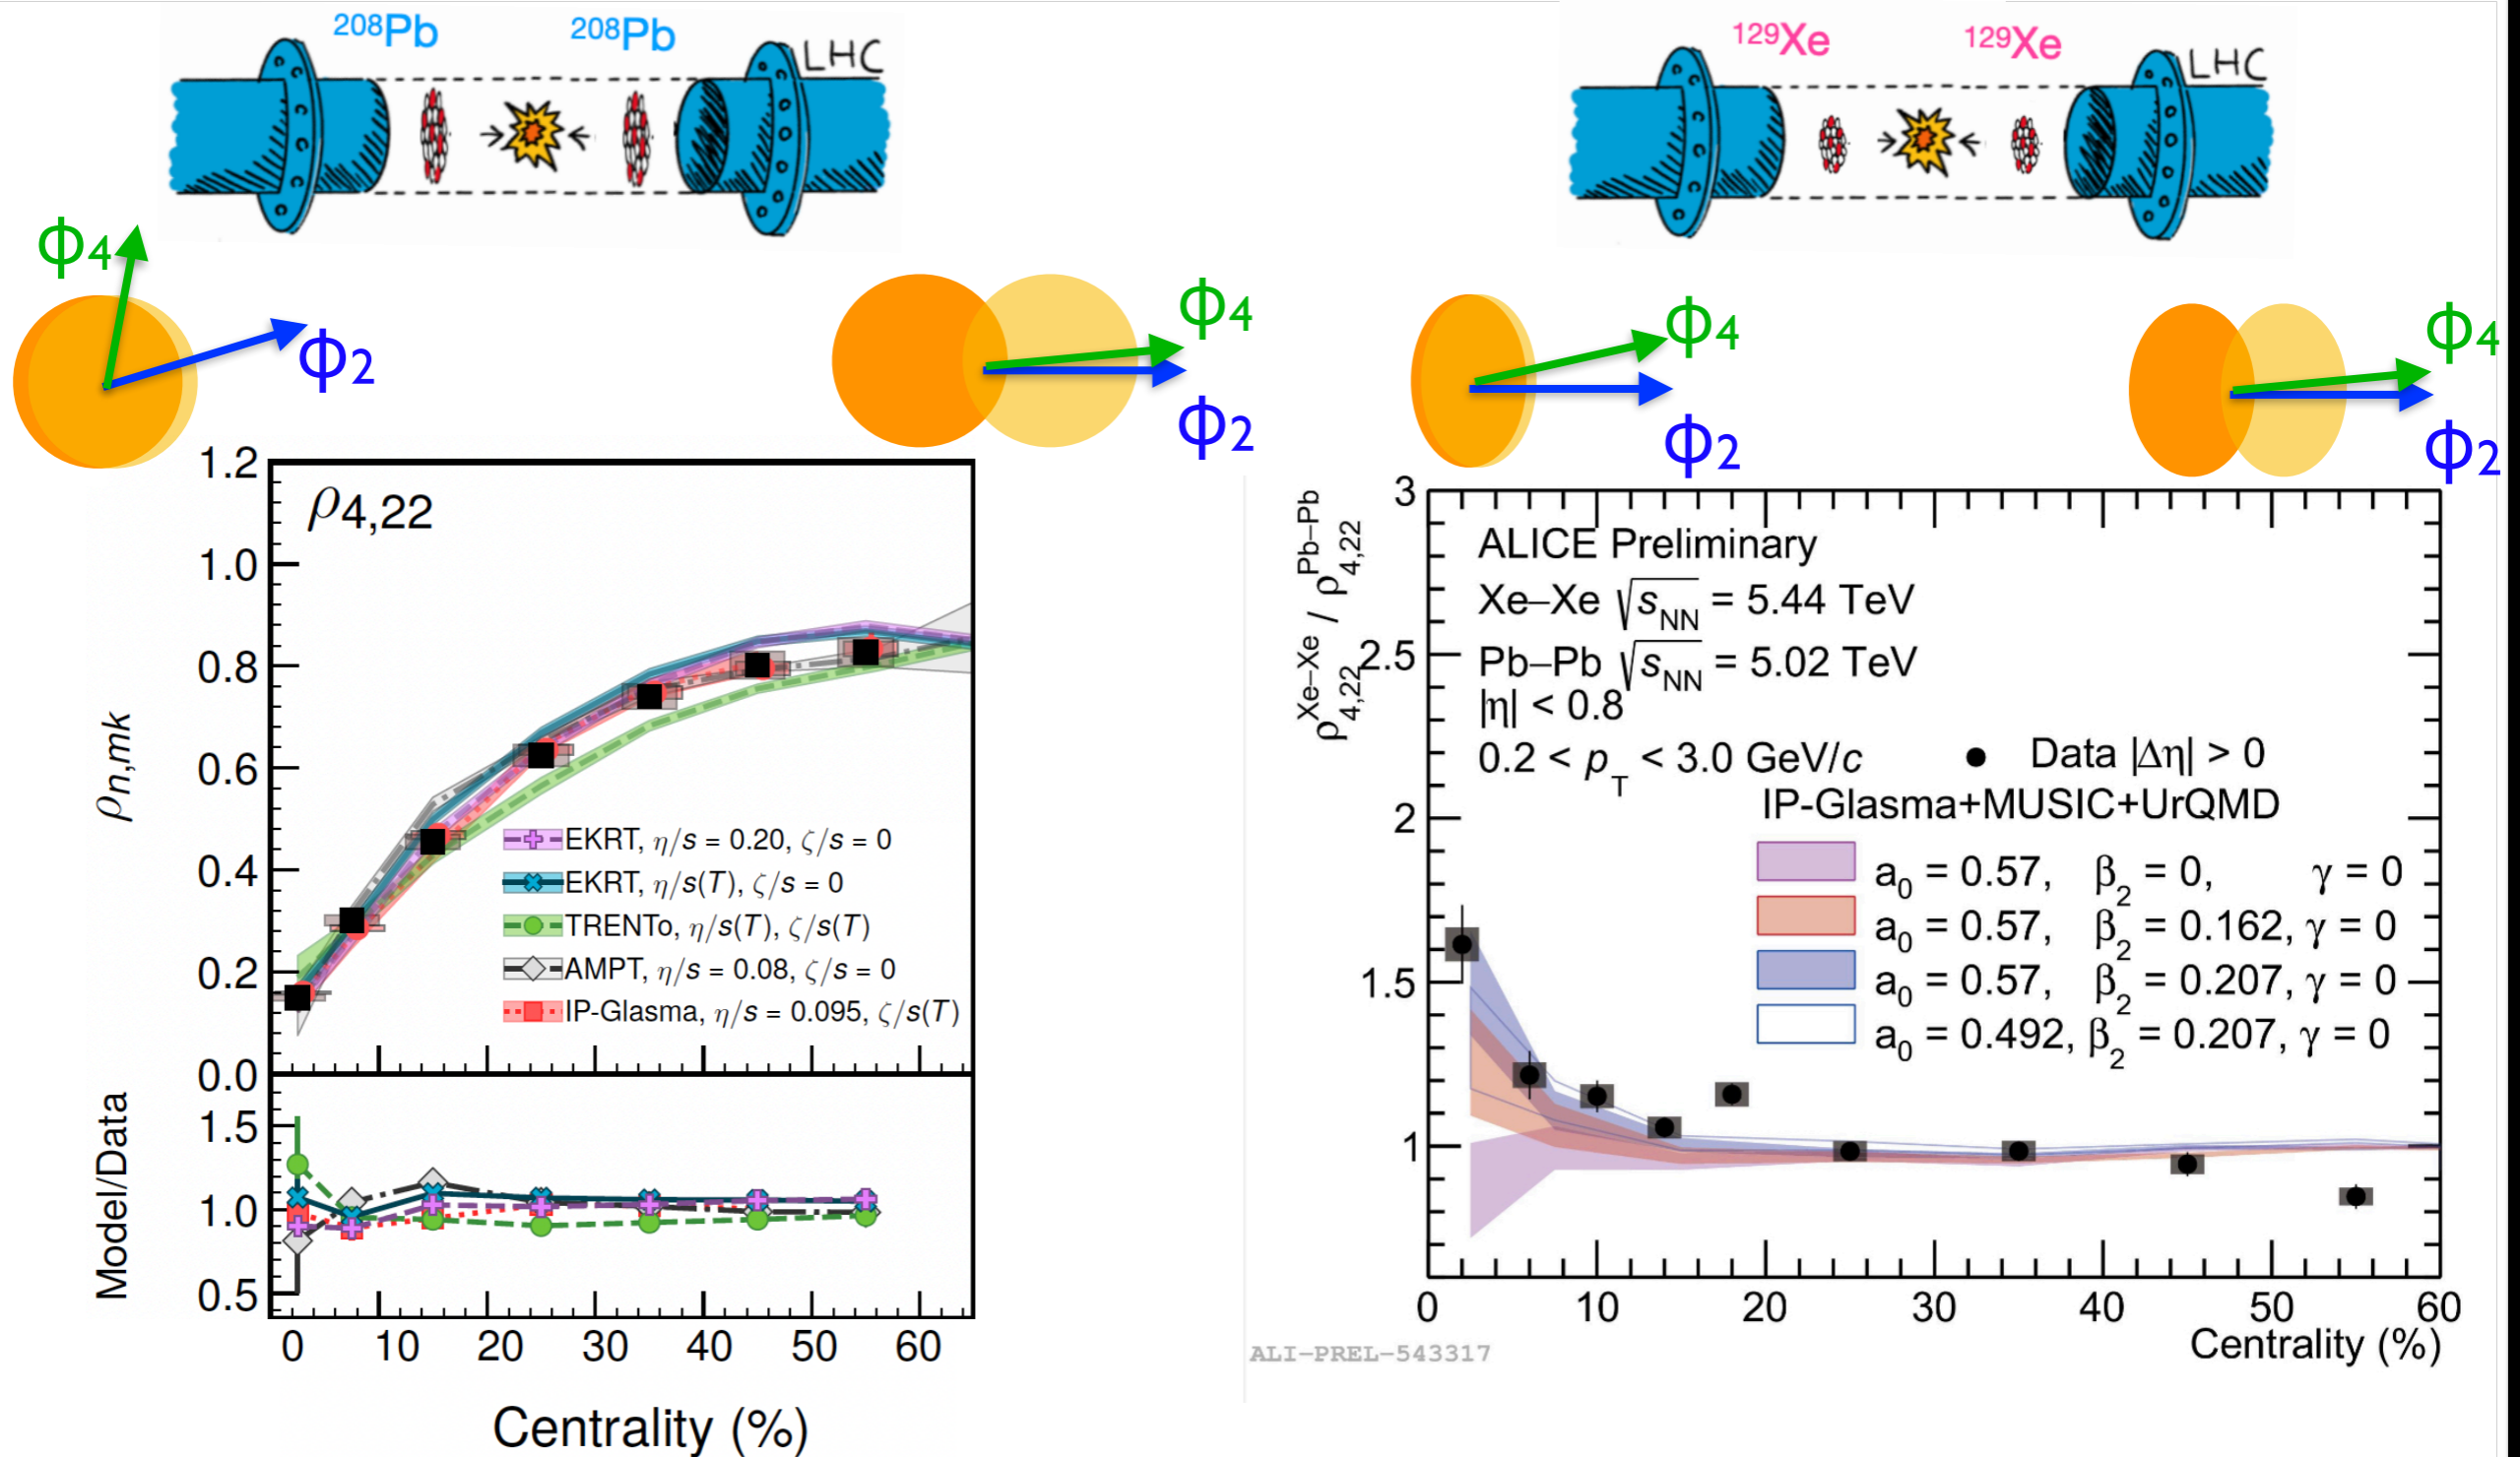 208Pb 208Pb
LHC
129Xe 129Xe
LHC
ϕ4
ϕ2
ϕ4
ϕ2
ϕ4
ϕ2
ϕ4
ϕ2
ρ4,22
ρn,mk
1.2
1.0
0.8
0.6
0.4
0.2
0.0
EKRT, η/s = 0.20, ζ/s = 0
EKRT, η/s(T), ζ/s = 0
TRENTo, η/s(T), ζ/s(T)
AMPT, η/s = 0.08, ζ/s = 0
IP-Glasma, η/s = 0.095, ζ/s(T)
Model/Data
1.5
1.0
0.5
0 10 20 30 40 50 60
Centrality (%)
ρ4,22 Xe–Xe / ρ4,22 Pb–Pb
3
2.5
2
1.5
1
ALICE Preliminary
Xe–Xe √sNN = 5.44 TeV
Pb–Pb √sNN = 5.02 TeV
|η| < 0.8
0.2 < pT < 3.0 GeV/c
Data |Δη| > 0
IP-Glasma+MUSIC+UrQMD
a0 = 0.57, β2 = 0, γ = 0
a0 = 0.57, β2 = 0.162, γ = 0
a0 = 0.57, β2 = 0.207, γ = 0
a0 = 0.492, β2 = 0.207, γ = 0
0 10 20 30 40 50 60
Centrality (%)
ALI-PREL-543317